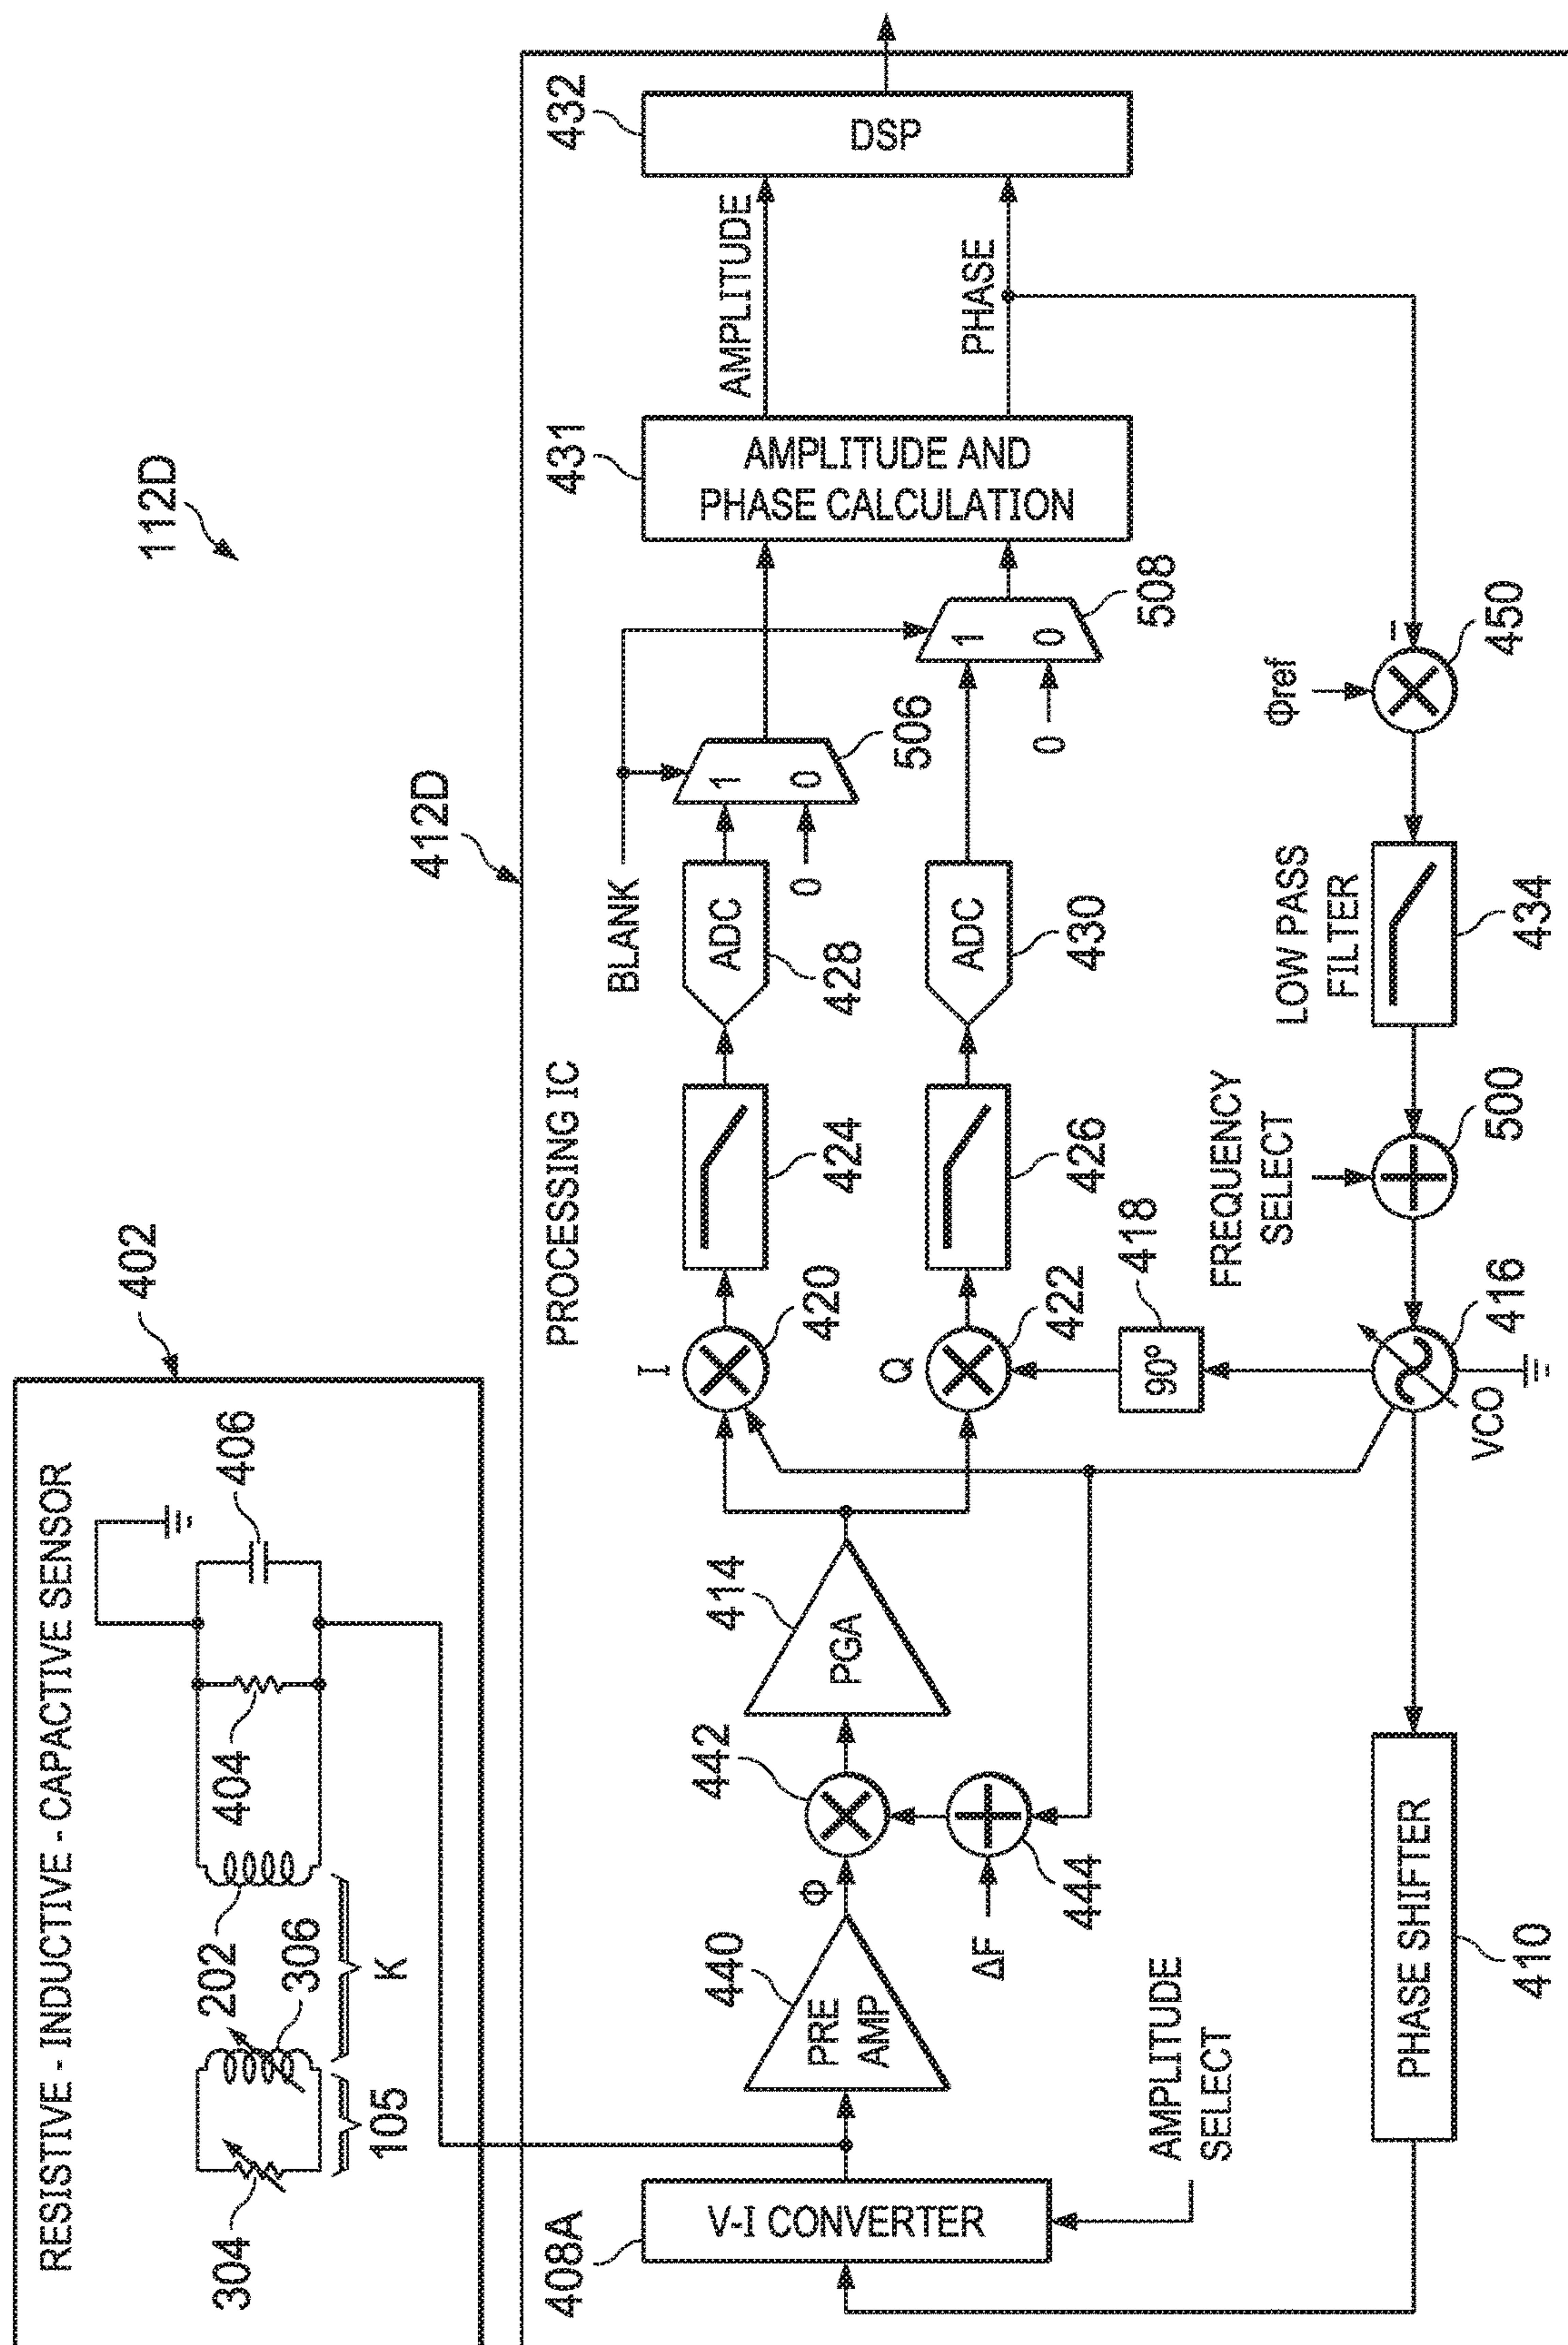 112D
402
RESISTIVE - INDUCTIVE - CAPACTIVE SENSOR
304
105
306
202
K
404
406
412D
PROCESSING IC
408A
V-I CONVERTER
AMPLITUDE
SELECT
440
PRE
AMP
Φ
442
ΔF
444
414
PGA
I
420
Q
422
418
90°
424
426
ADC
428
ADC
430
BLANK
1
0
0
506
1
0
0
508
431
AMPLITUDE AND
PHASE CALCULATION
AMPLITUDE
PHASE
432
DSP
PHASE SHIFTER
410
VCO
416
FREQUENCY
SELECT
500
LOW PASS
FILTER
434
Φref
–
450